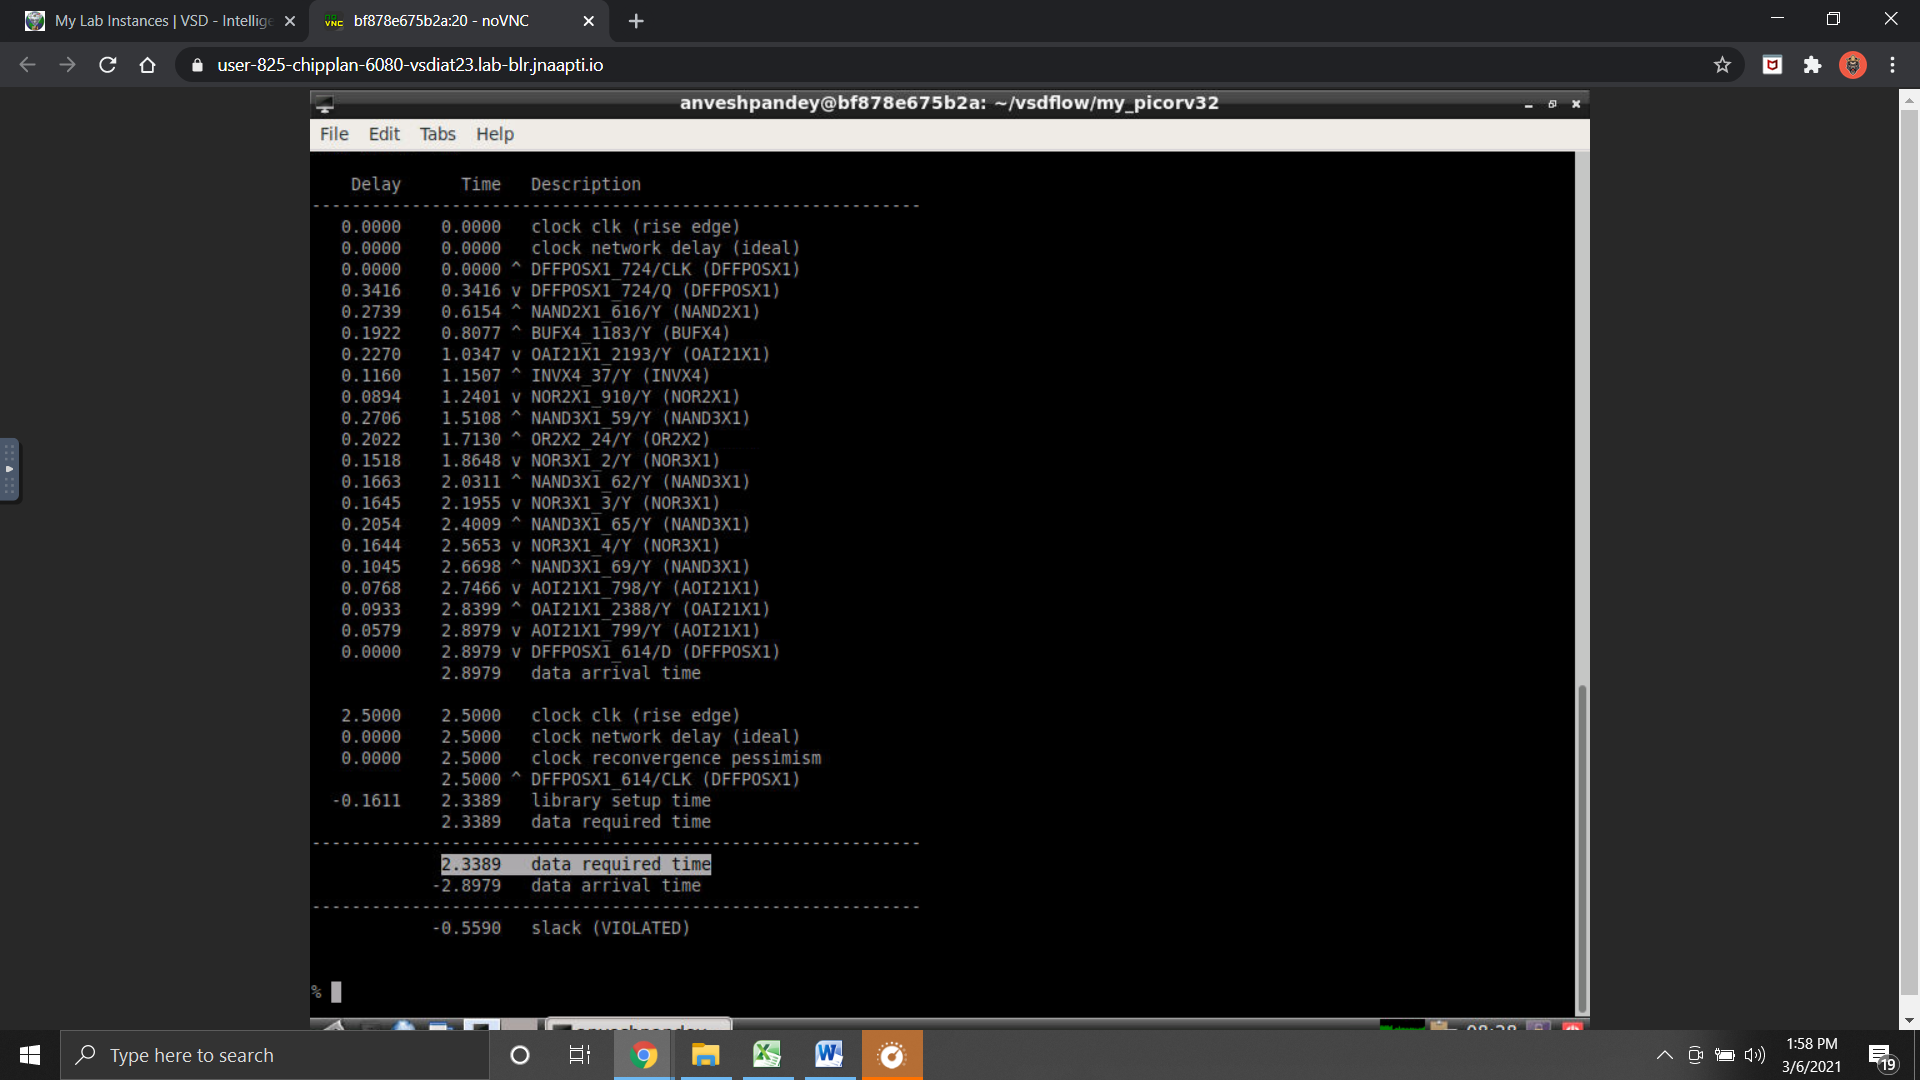 My Lab Instances | VSD - Intellige
bf878e675b2a:20 - noVNC
user-825-chipplan-6080-vsdiat23.lab-blr.jnaapti.io
anveshpandey@bf878e675b2a: ~/vsdflow/my_picorv32
File Edit Tabs Help
Delay Time Description
------------------------------------------------------------
0.0000 0.0000 clock clk (rise edge)
0.0000 0.0000 clock network delay (ideal)
0.0000 0.0000 ^ DFFPOSX1_724/CLK (DFFPOSX1)
0.3416 0.3416 v DFFPOSX1_724/Q (DFFPOSX1)
0.2739 0.6154 ^ NAND2X1_616/Y (NAND2X1)
0.1922 0.8077 ^ BUFX4_1183/Y (BUFX4)
0.2270 1.0347 v OAI21X1_2193/Y (OAI21X1)
0.1160 1.1507 ^ INVX4_37/Y (INVX4)
0.0894 1.2401 v NOR2X1_910/Y (NOR2X1)
0.2706 1.5108 ^ NAND3X1_59/Y (NAND3X1)
0.2022 1.7130 ^ OR2X2_24/Y (OR2X2)
0.1518 1.8648 v NOR3X1_2/Y (NOR3X1)
0.1663 2.0311 ^ NAND3X1_62/Y (NAND3X1)
0.1645 2.1955 v NOR3X1_3/Y (NOR3X1)
0.2054 2.4009 ^ NAND3X1_65/Y (NAND3X1)
0.1644 2.5653 v NOR3X1_4/Y (NOR3X1)
0.1045 2.6698 ^ NAND3X1_69/Y (NAND3X1)
0.0768 2.7466 v AOI21X1_798/Y (AOI21X1)
0.0933 2.8399 ^ OAI21X1_2388/Y (OAI21X1)
0.0579 2.8979 v AOI21X1_799/Y (AOI21X1)
0.0000 2.8979 v DFFPOSX1_614/D (DFFPOSX1)
2.8979 data arrival time
2.5000 2.5000 clock clk (rise edge)
0.0000 2.5000 clock network delay (ideal)
0.0000 2.5000 clock reconvergence pessimism
2.5000 ^ DFFPOSX1_614/CLK (DFFPOSX1)
-0.1611 2.3389 library setup time
2.3389 data required time
------------------------------------------------------------
2.3389 data required time
-2.8979 data arrival time
------------------------------------------------------------
-0.5590 slack (VIOLATED)
%
Type here to search
1:58 PM
3/6/2021
19